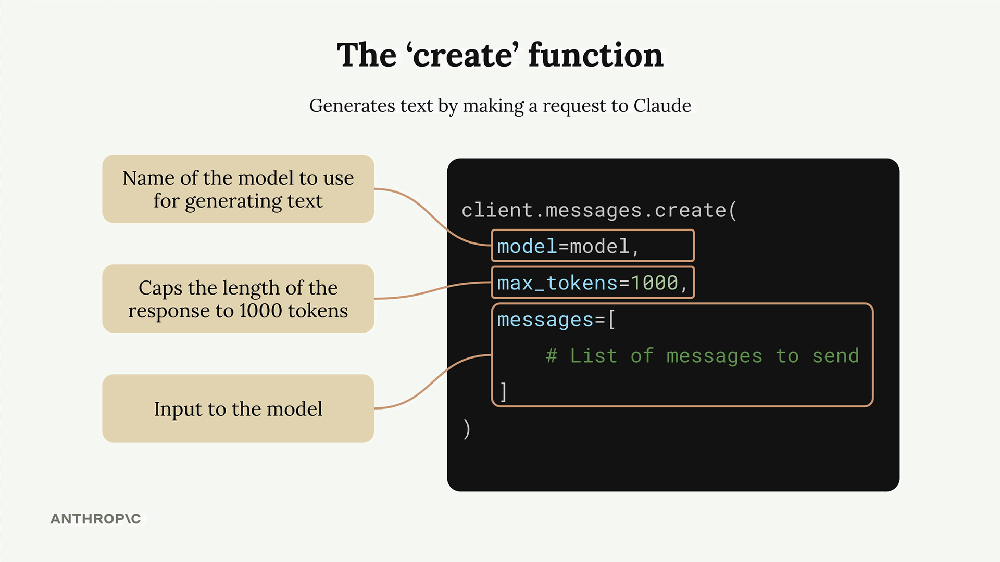 The ‘create’ function
Generates text by making a request to Claude
Name of the model to use
for generating text
Caps the length of the
response to 1000 tokens
Input to the model
client.messages.create(
model=model,
max_tokens=1000,
messages=[
# List of messages to send
]
)
ANTHROP\C